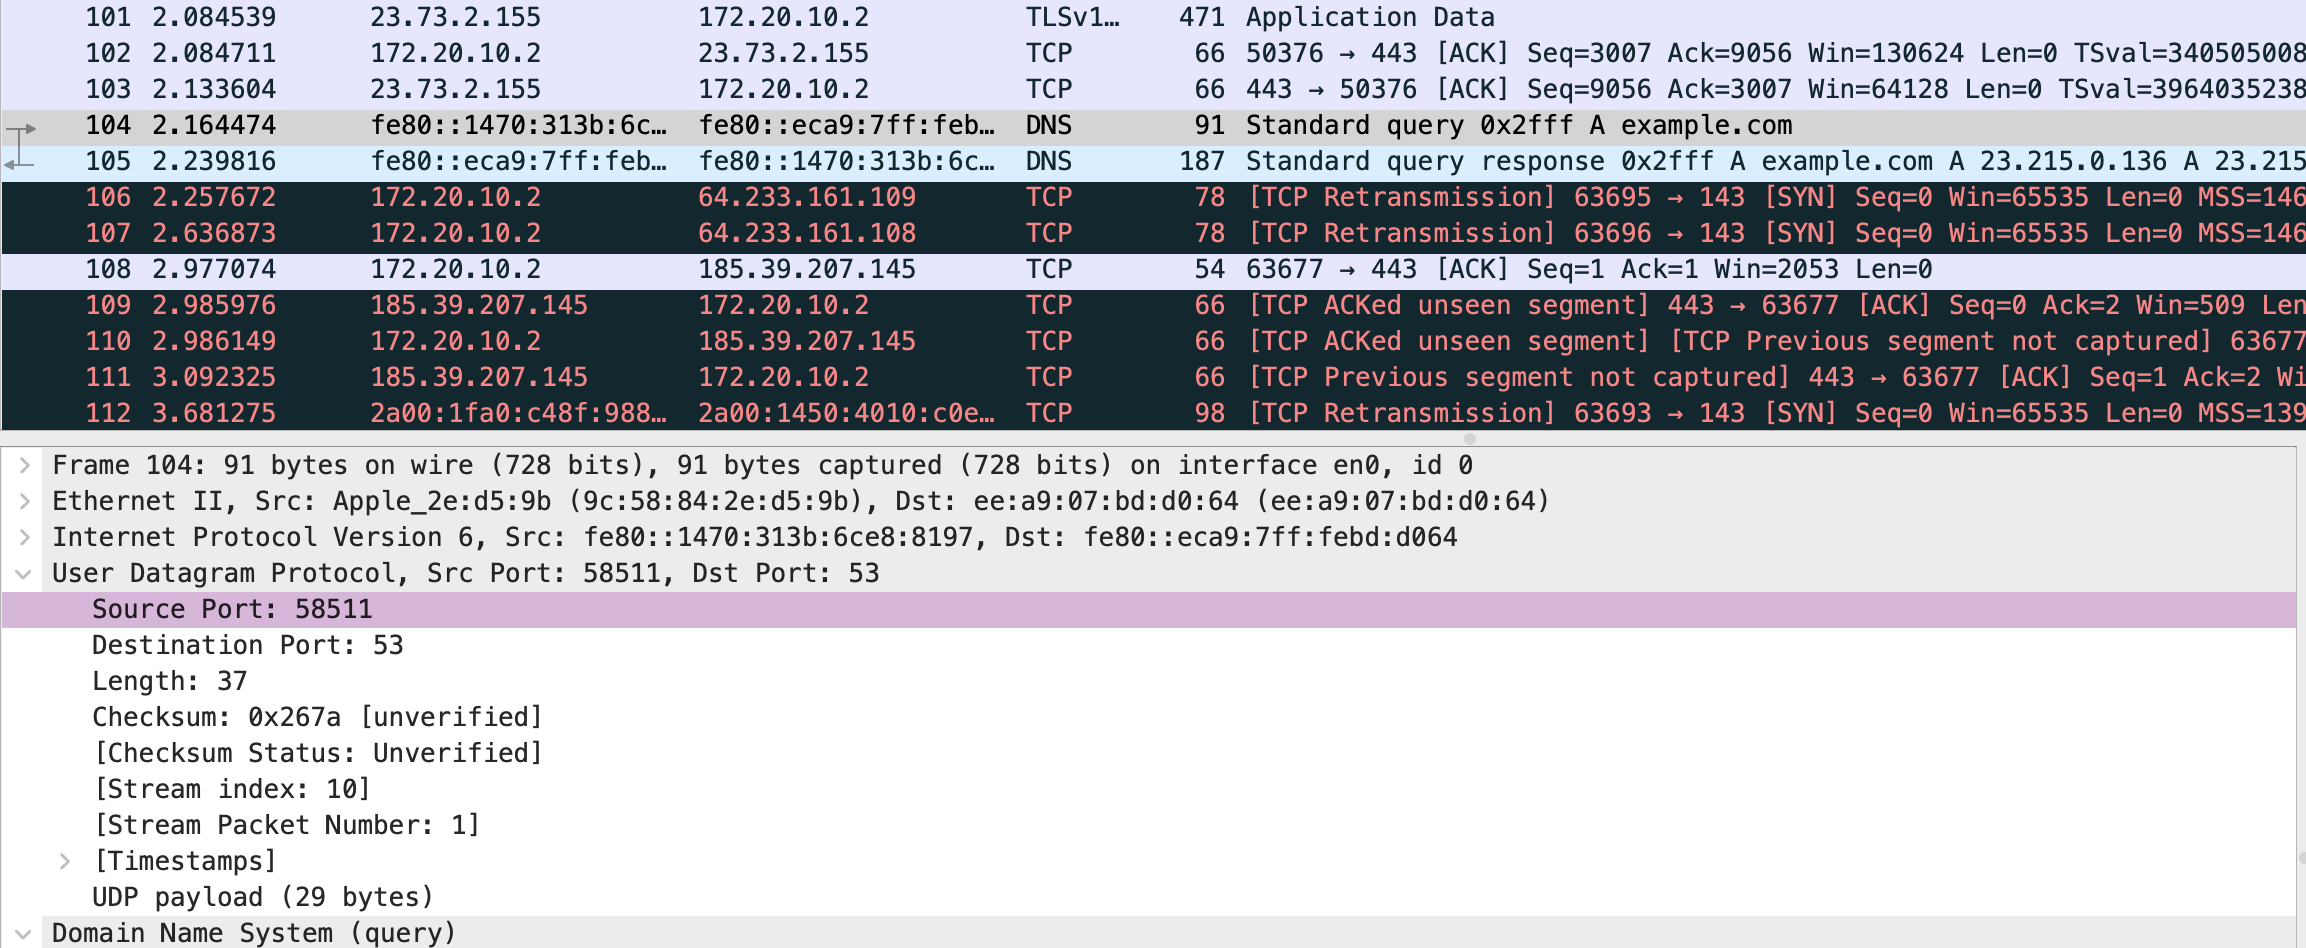 101 2.084539 23.73.2.155 172.20.10.2 TLSv1… 471 Application Data
102 2.084711 172.20.10.2 23.73.2.155 TCP 66 50376 → 443 [ACK] Seq=3007 Ack=9056 Win=130624 Len=0 TSval=340505008
103 2.133604 23.73.2.155 172.20.10.2 TCP 66 443 → 50376 [ACK] Seq=9056 Ack=3007 Win=64128 Len=0 TSval=3964035238
104 2.164474 fe80::1470:313b:6c… fe80::eca9:7ff:feb… DNS 91 Standard query 0x2fff A example.com
105 2.239816 fe80::eca9:7ff:feb… fe80::1470:313b:6c… DNS 187 Standard query response 0x2fff A example.com A 23.215.0.136 A 23.215
106 2.257672 172.20.10.2 64.233.161.109 TCP 78 [TCP Retransmission] 63695 → 143 [SYN] Seq=0 Win=65535 Len=0 MSS=146
107 2.636873 172.20.10.2 64.233.161.108 TCP 78 [TCP Retransmission] 63696 → 143 [SYN] Seq=0 Win=65535 Len=0 MSS=146
108 2.977074 172.20.10.2 185.39.207.145 TCP 54 63677 → 443 [ACK] Seq=1 Ack=1 Win=2053 Len=0
109 2.985976 185.39.207.145 172.20.10.2 TCP 66 [TCP ACKed unseen segment] 443 → 63677 [ACK] Seq=0 Ack=2 Win=509 Len
110 2.986149 172.20.10.2 185.39.207.145 TCP 66 [TCP ACKed unseen segment] [TCP Previous segment not captured] 63677
111 3.092325 185.39.207.145 172.20.10.2 TCP 66 [TCP Previous segment not captured] 443 → 63677 [ACK] Seq=1 Ack=2 Wi
112 3.681275 2a00:1fa0:c48f:988… 2a00:1450:4010:c0e… TCP 98 [TCP Retransmission] 63693 → 143 [SYN] Seq=0 Win=65535 Len=0 MSS=139
Frame 104: 91 bytes on wire (728 bits), 91 bytes captured (728 bits) on interface en0, id 0
Ethernet II, Src: Apple_2e:d5:9b (9c:58:84:2e:d5:9b), Dst: ee:a9:07:bd:d0:64 (ee:a9:07:bd:d0:64)
Internet Protocol Version 6, Src: fe80::1470:313b:6ce8:8197, Dst: fe80::eca9:7ff:febd:d064
User Datagram Protocol, Src Port: 58511, Dst Port: 53
Source Port: 58511
Destination Port: 53
Length: 37
Checksum: 0x267a [unverified]
[Checksum Status: Unverified]
[Stream index: 10]
[Stream Packet Number: 1]
[Timestamps]
UDP payload (29 bytes)
Domain Name System (query)